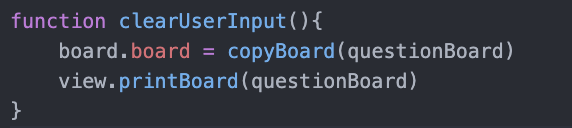 function clearUserInput(){
    board.board = copyBoard(questionBoard)
    view.printBoard(questionBoard)
}